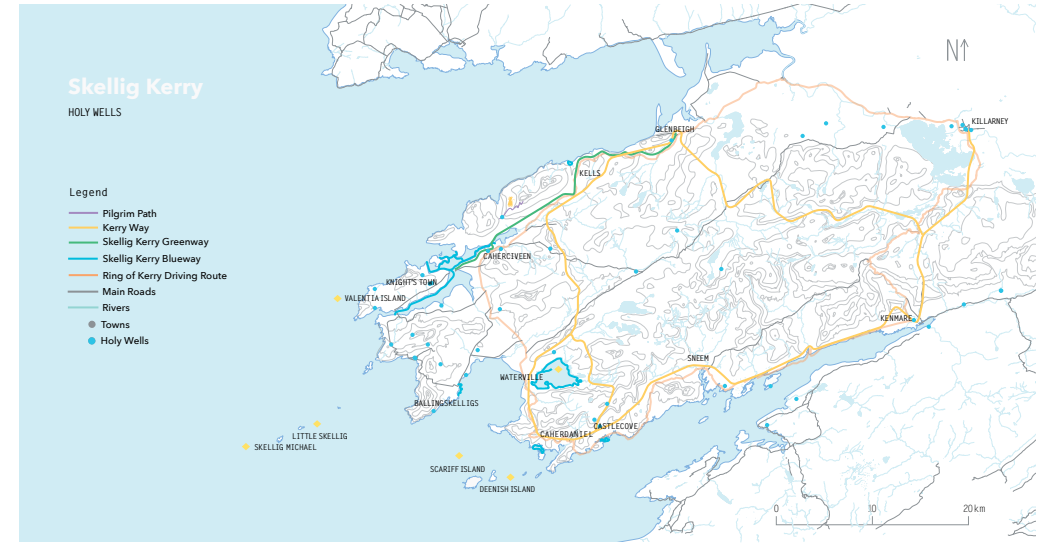 Skellig Kerry
HOLY WELLS
N↑
Legend
Pilgrim Path
Kerry Way
Skellig Kerry Greenway
Skellig Kerry Blueway
Ring of Kerry Driving Route
Main Roads
Rivers
Towns
Holy Wells
KILLARNEY
GLENBEIGH
KELLS
CAHERCIVEEN
KNIGHT'S TOWN
VALENTIA ISLAND
KENMARE
SNEEM
WATERVILLE
BALLINGSKELLIGS
CASTLECOVE
CAHERDANIEL
LITTLE SKELLIG
SKELLIG MICHAEL
SCARIFF ISLAND
DEENISH ISLAND
0 10 20km